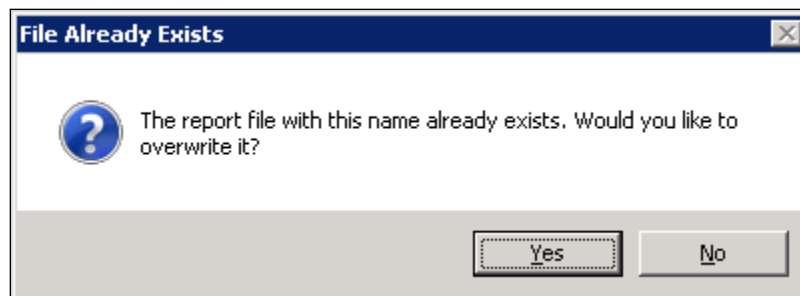 File Already Exists
The report file with this name already exists. Would you like to
overwrite it?
Yes
No